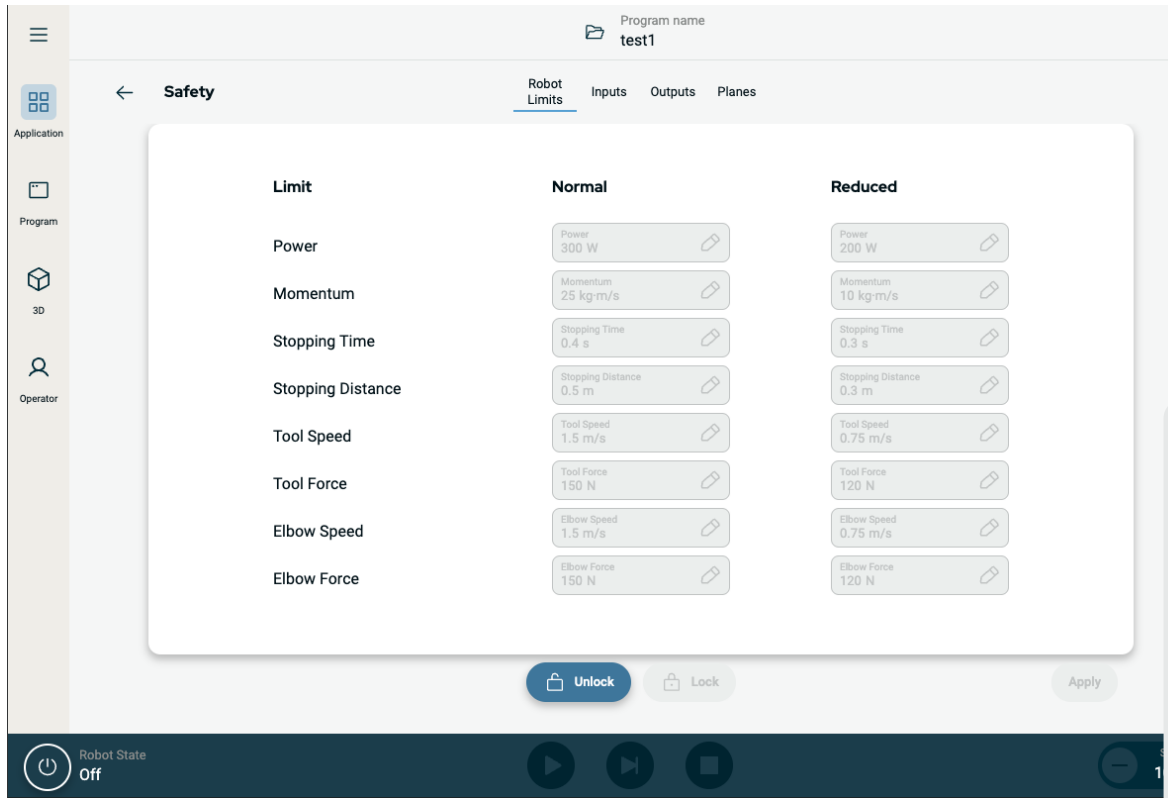 Program name
test1
Safety
Robot
Limits
Inputs
Outputs
Planes
Application
Program
3D
Operator
Limit Normal Reduced
Power
Power
300 W
Power
200 W
Momentum
Momentum
25 kg·m/s
Momentum
10 kg·m/s
Stopping Time
Stopping Time
0.4 s
Stopping Time
0.3 s
Stopping Distance
Stopping Distance
0.5 m
Stopping Distance
0.3 m
Tool Speed
Tool Speed
1.5 m/s
Tool Speed
0.75 m/s
Tool Force
Tool Force
150 N
Tool Force
120 N
Elbow Speed
Elbow Speed
1.5 m/s
Elbow Speed
0.75 m/s
Elbow Force
Elbow Force
150 N
Elbow Force
120 N
Unlock
Lock
Apply
Robot State
Off